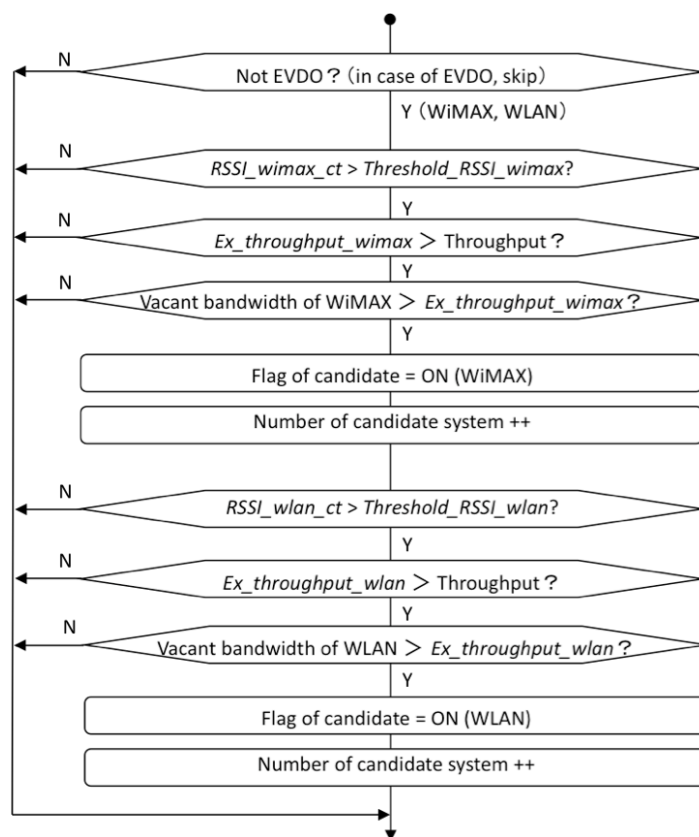 N
Not EVDO？(in case of EVDO, skip)
Y (WiMAX, WLAN)
N
RSSI_wimax_ct > Threshold_RSSI_wimax?
Y
N
Ex_throughput_wimax ＞ Throughput？
Y
N
Vacant bandwidth of WiMAX ＞ Ex_throughput_wimax？
Y
Flag of candidate = ON (WiMAX)
Number of candidate system ++
N
RSSI_wlan_ct > Threshold_RSSI_wlan?
Y
N
Ex_throughput_wlan ＞ Throughput？
Y
N
Vacant bandwidth of WLAN ＞ Ex_throughput_wlan？
Y
Flag of candidate = ON (WLAN)
Number of candidate system ++